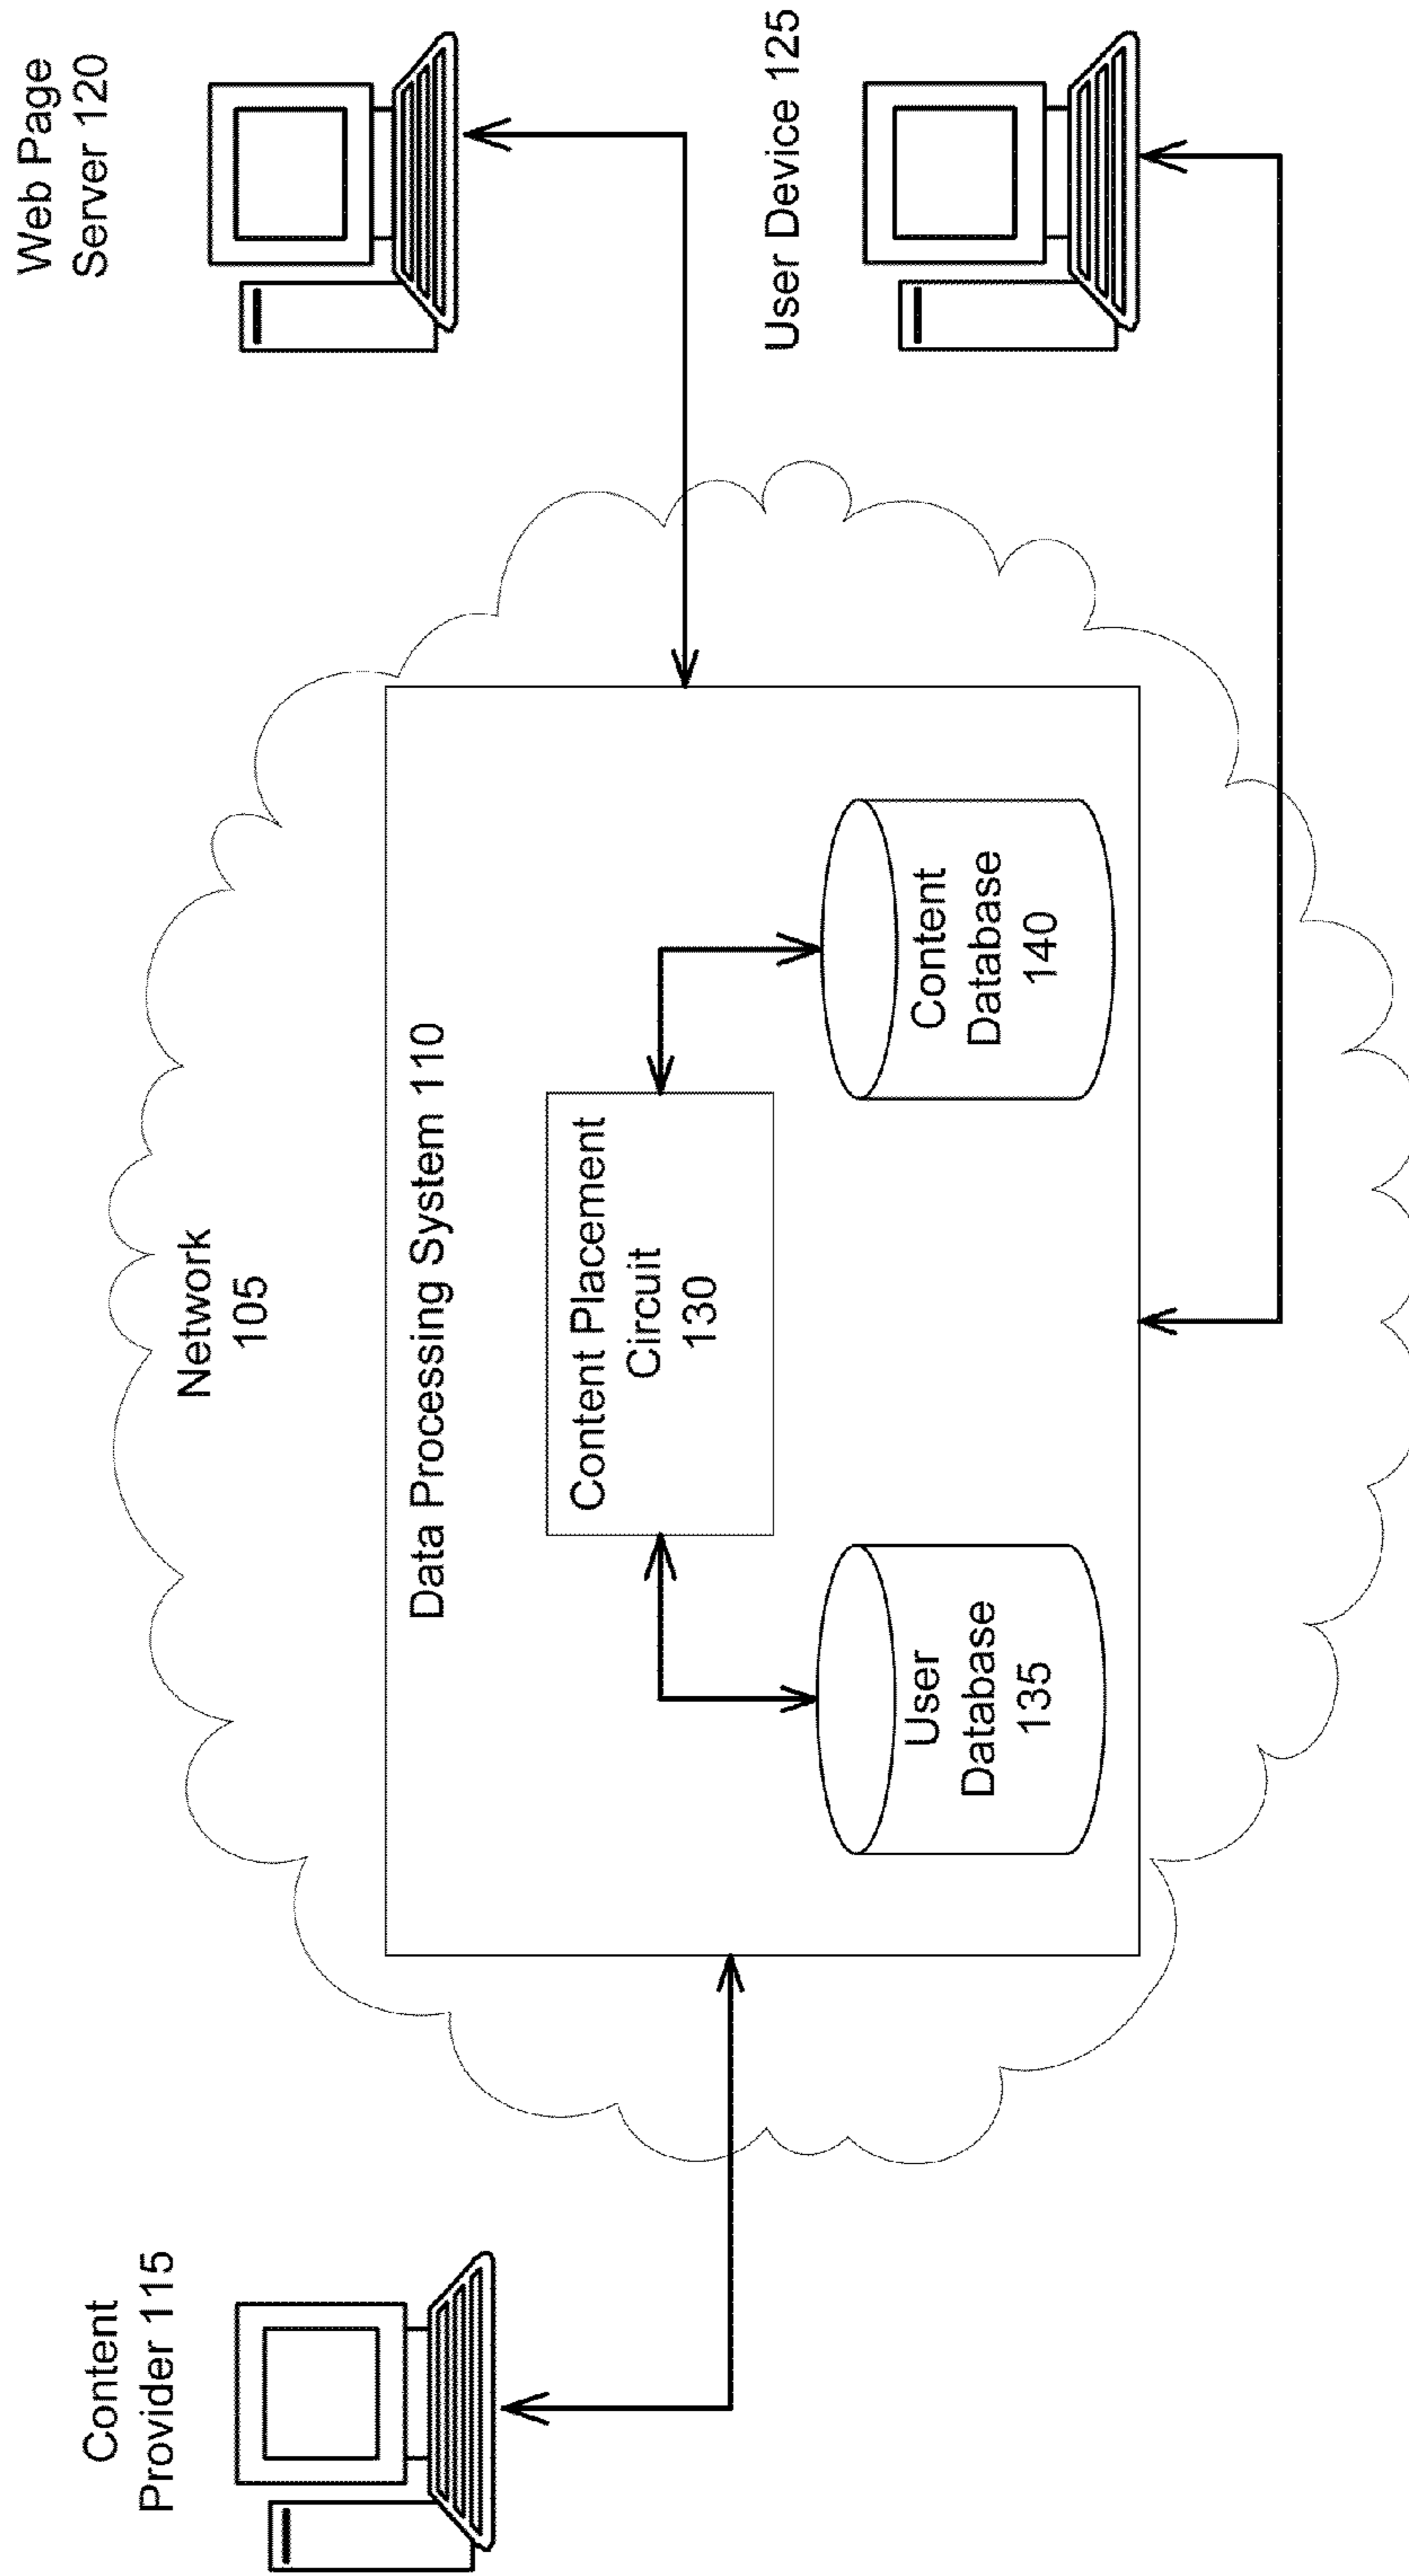 Network
105
Content
Provider 115
Web Page
Server 120
Data Processing System 110
Content Placement
Circuit
130
User Device 125
User
Database
135
Content
Database
140